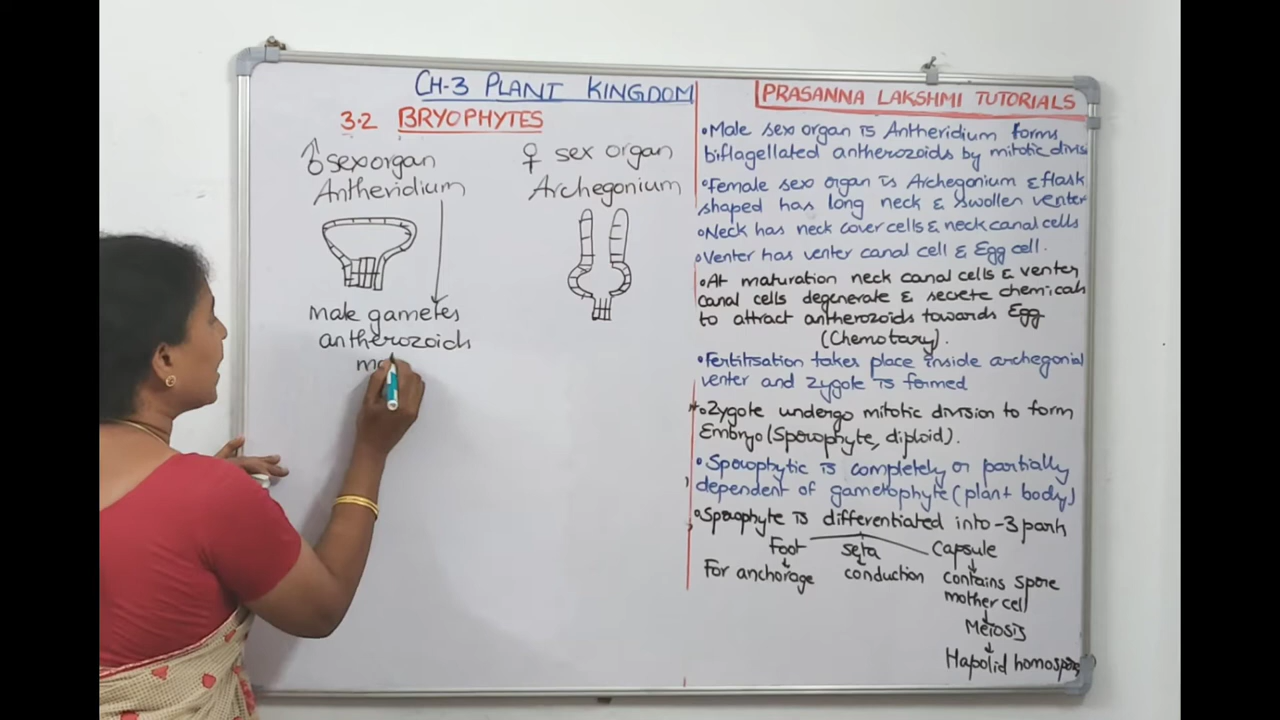 CH-3 PLANT KINGDOM
3.2 BRYOPHYTES
♂ sex organ
Antheridium
male gametes
antherozoids
♀ sex organ
Archegonium
PRASANNA LAKSHMI TUTORIALS
•Male sex organ is Antheridium forms
biflagellated antherozoids by mitotic divisi
•Female sex organ is Archegonium & flask
shaped has long neck & swollen venter
•Neck has neck cover cells & neck canal cells
•Venter has venter canal cell & Egg cell.
•At maturation neck canal cells & venter
canal cells degenerate & secrete chemicals
to attract antherozoids towards Egg
(Chemotaxy).
•Fertilisation takes place inside archegonial
venter and Zygote is formed
•Zygote undergo mitotic division to form
Embryo (Sporophyte, diploid).
•Sporophytic is completely or partially
dependent of gametophyte (plant body)
•Sporophyte is differentiated into -3 parts
Foot seta Capsule
For anchorage conduction contains spore
mother cell
Meiosis
Hapolid homospores